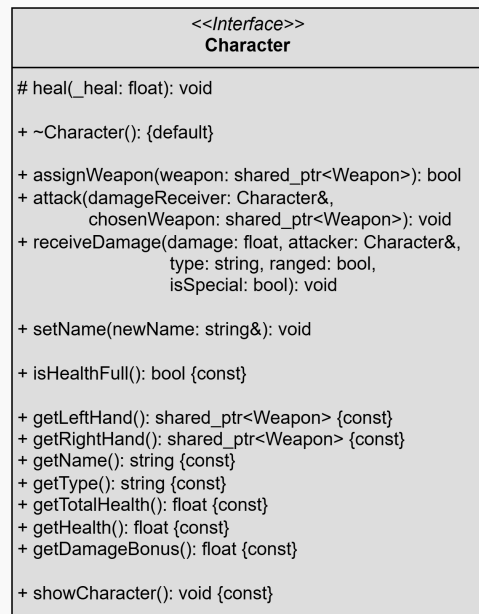 <<Interface>>
Character
# heal(_heal: float): void
+ ~Character(): {default}
+ assignWeapon(weapon: shared_ptr<Weapon>): bool
+ attack(damageReceiver: Character&,
chosenWeapon: shared_ptr<Weapon>): void
+ receiveDamage(damage: float, attacker: Character&,
type: string, ranged: bool,
isSpecial: bool): void
+ setName(newName: string&): void
+ isHealthFull(): bool {const}
+ getLeftHand(): shared_ptr<Weapon> {const}
+ getRightHand(): shared_ptr<Weapon> {const}
+ getName(): string {const}
+ getType(): string {const}
+ getTotalHealth(): float {const}
+ getHealth(): float {const}
+ getDamageBonus(): float {const}
+ showCharacter(): void {const}